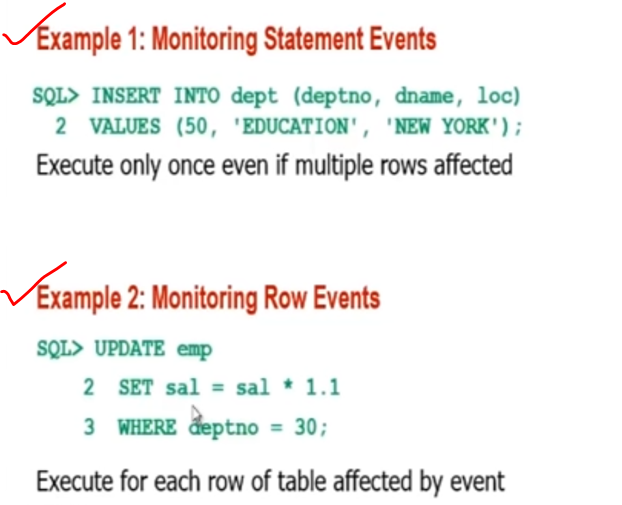 Example 1: Monitoring Statement Events
SQL> INSERT INTO dept (deptno, dname, loc)
2 VALUES (50, 'EDUCATION', 'NEW YORK');
Execute only once even if multiple rows affected
Example 2: Monitoring Row Events
SQL> UPDATE emp
2 SET sal = sal * 1.1
3 WHERE deptno = 30;
Execute for each row of table affected by event